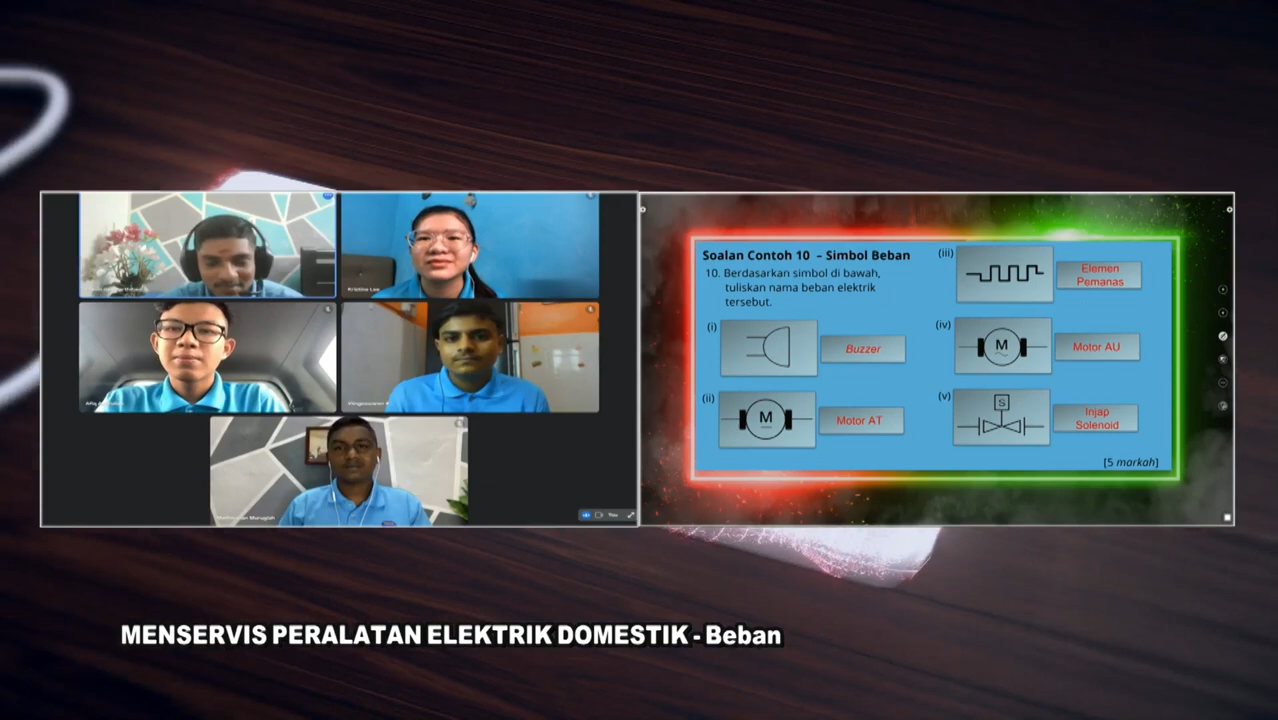 Kristina Lee
Soalan Contoh 10 – Simbol Beban
10. Berdasarkan simbol di bawah,
tuliskan nama beban elektrik
tersebut.
(i)
Buzzer
(ii)
M
Motor AT
(iii)
Elemen
Pemanas
(iv)
M
Motor AU
(v)
S
Injap
Solenoid
[5 markah]
You
MENSERVIS PERALATAN ELEKTRIK DOMESTIK - Beban